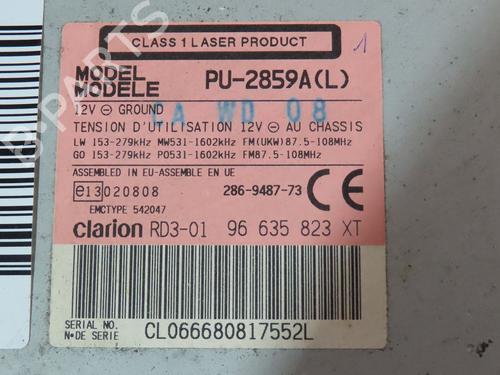 CLASS 1 LASER PRODUCT
1
MODEL
MODELE
PU-2859A(L)
12V ⊖ GROUND
CA WD 08
TENSION D'UTILISATION 12V ⊖ AU CHASSIS
LW 153-279kHz MW531-1602kHz FM(UKW)87.5-108MHz
GO 153-279kHz PO531-1602kHz FM87.5-108MHz
ASSEMBLED IN EU-ASSEMBLE EN UE
e13 020808
286-9487-73
CE
EMCTYPE 542047
clarion RD3-01 96 635 823 XT
SERIAL NO.
N° DE SERIE
CL066680817552L
B-PARTS